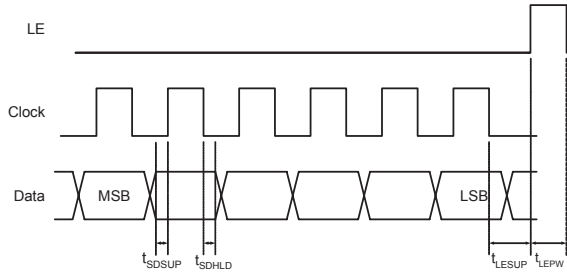 LE
Clock
Data
MSB
LSB
tSDSUP
tSDHLD
tLESUP
tLEPW